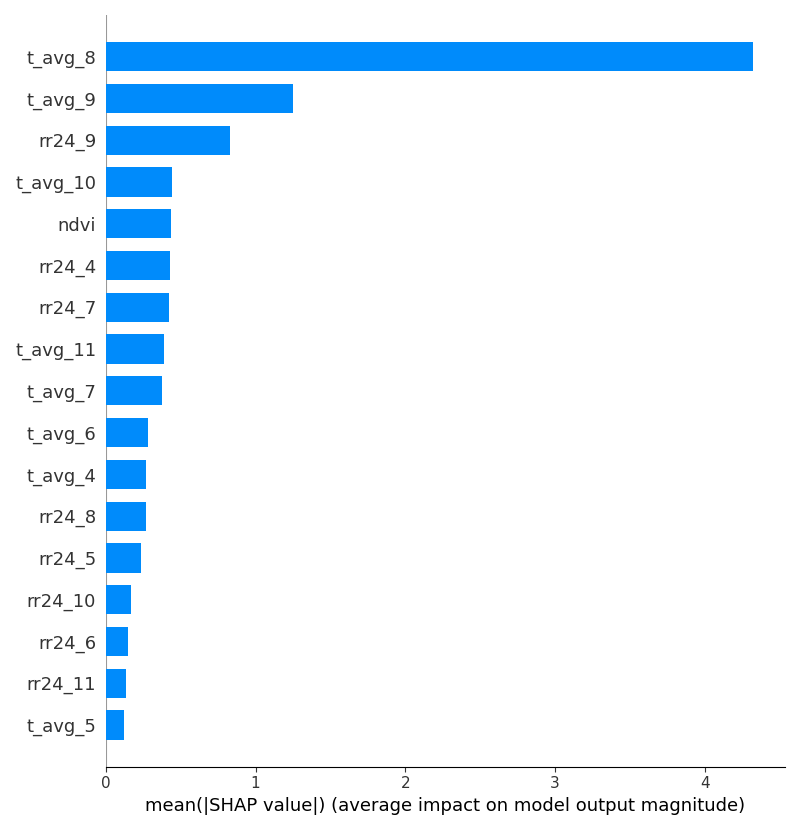 t_avg_8
t_avg_9
rr24_9
t_avg_10
ndvi
rr24_4
rr24_7
t_avg_11
t_avg_7
t_avg_6
t_avg_4
rr24_8
rr24_5
rr24_10
rr24_6
rr24_11
t_avg_5
0 1 2 3 4
mean(|SHAP value|) (average impact on model output magnitude)